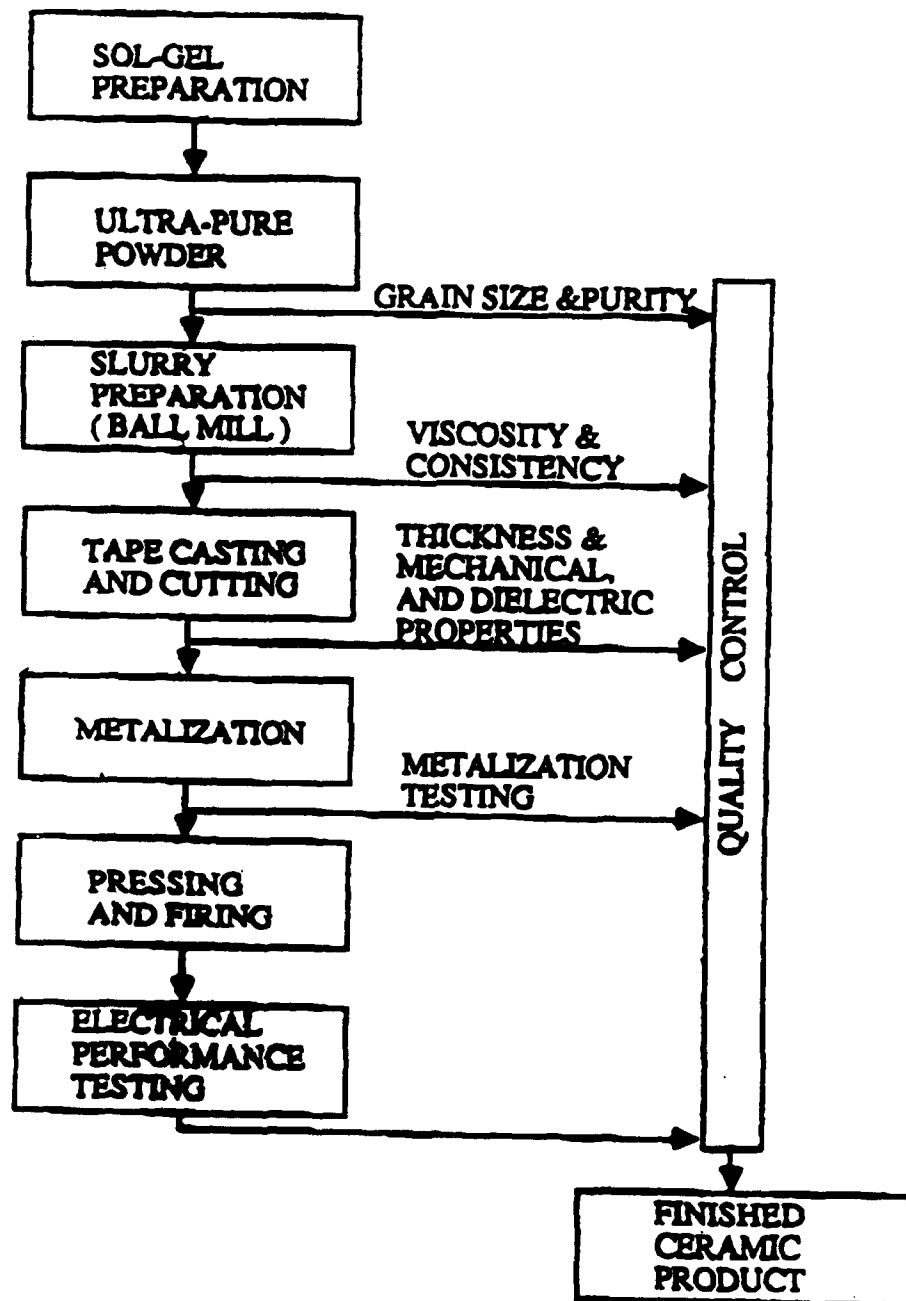 SOL-GEL
PREPARATION
ULTRA-PURE
POWDER
GRAIN SIZE &PURITY
SLURRY
PREPARATION
( BALL MILL )
VISCOSITY &
CONSISTENCY
TAPE CASTING
AND CUTTING
THICKNESS &
MECHANICAL,
AND DIELECTRIC
PROPERTIES
METALIZATION
METALIZATION
TESTING
PRESSING
AND FIRING
ELECTRICAL
PERFORMANCE
TESTING
QUALITY CONTROL
FINISHED
CERAMIC
PRODUCT